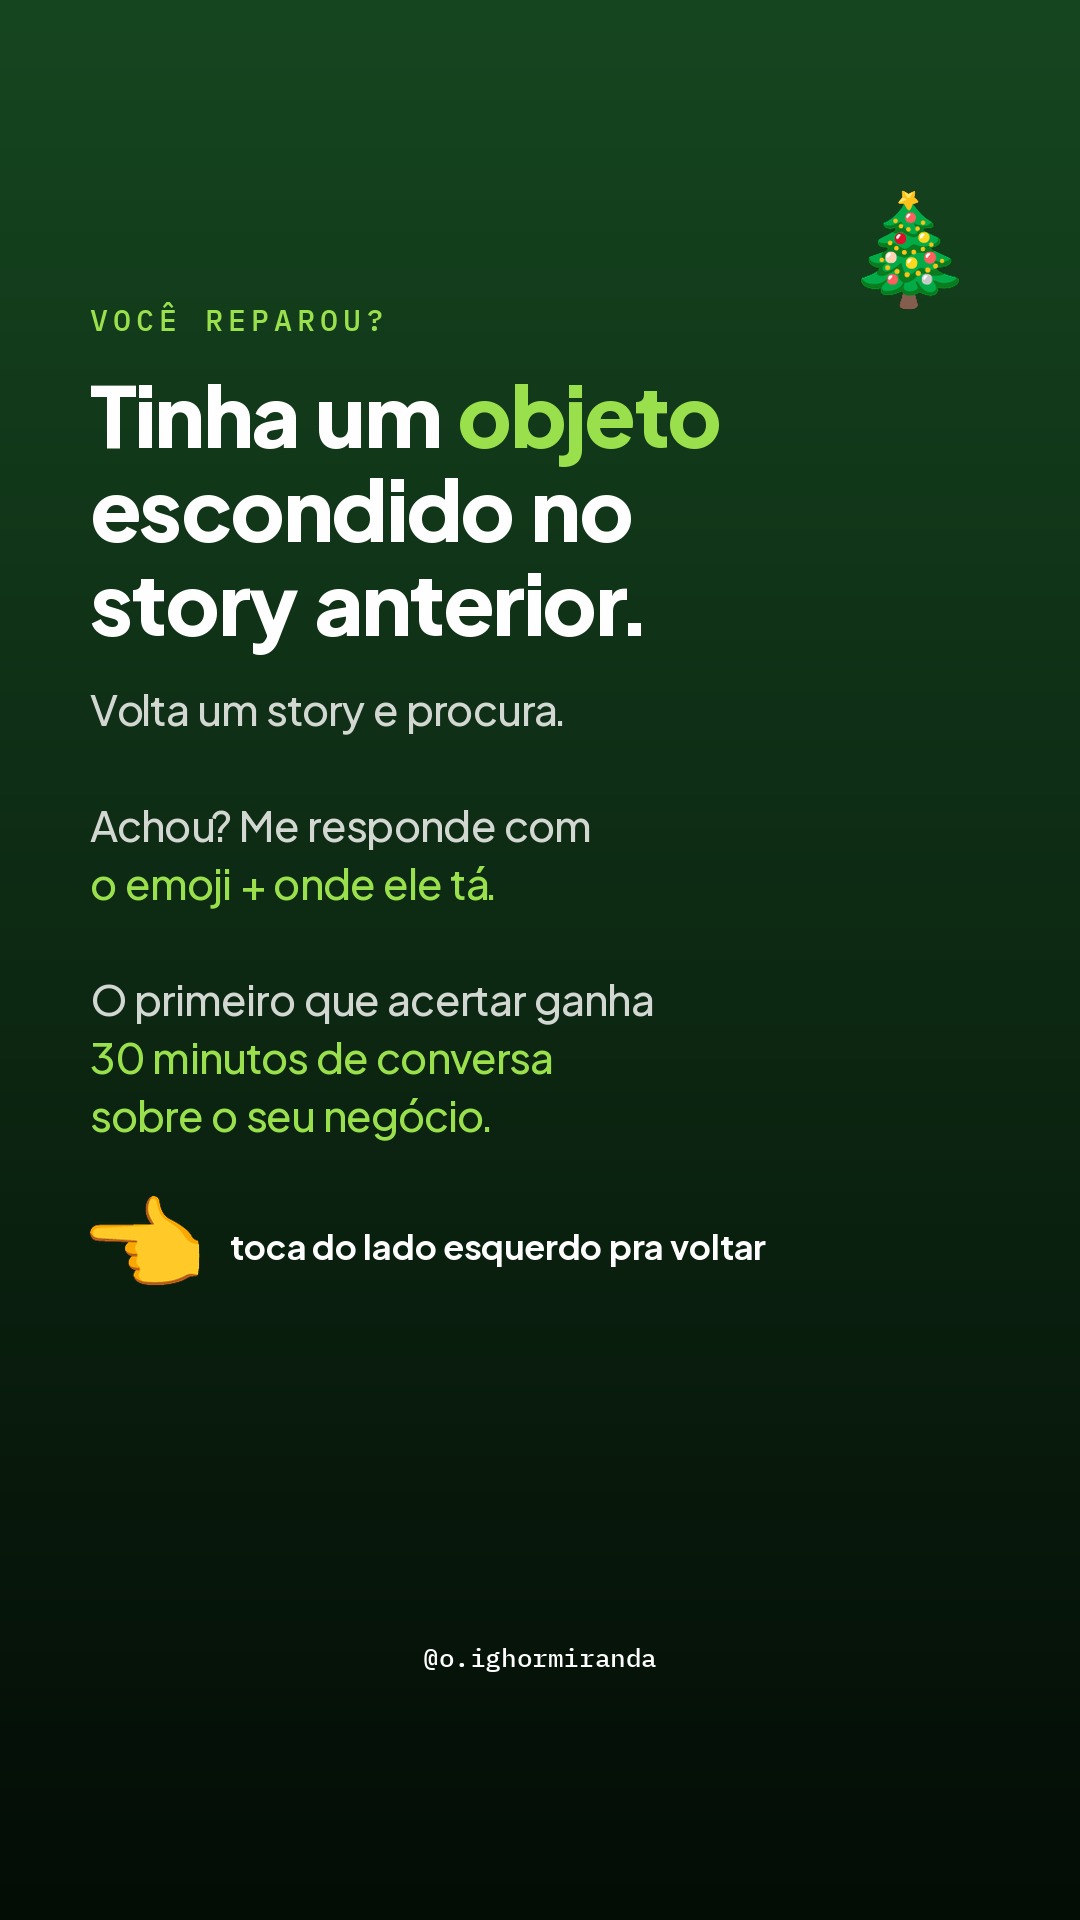 VOCÊ REPAROU?
Tinha um objeto
escondido no
story anterior.
Volta um story e procura.
Achou? Me responde com
o emoji + onde ele tá.
O primeiro que acertar ganha
30 minutos de conversa
sobre o seu negócio.
toca do lado esquerdo pra voltar
@o.ighormiranda